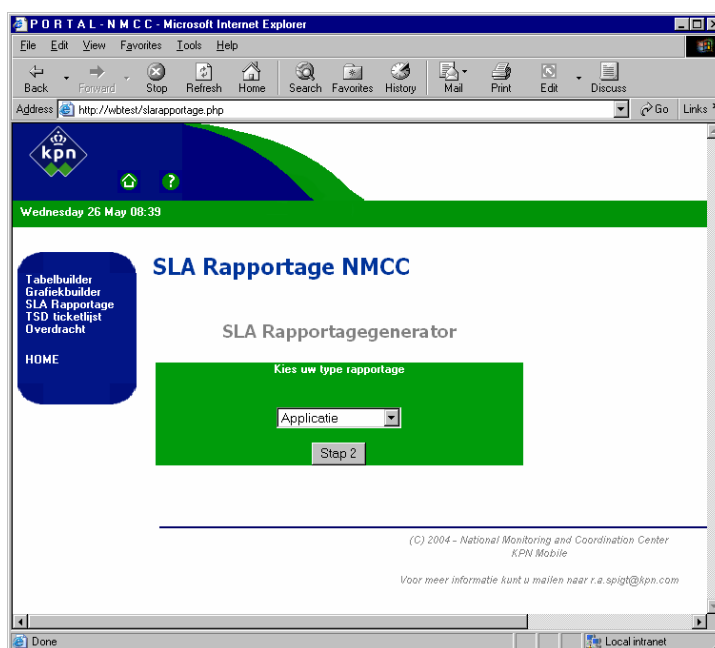 P O R T A L - N M C C - Microsoft Internet Explorer
File Edit View Favorites Tools Help
Back Forward Stop Refresh Home Search Favorites History Mail Print Edit Discuss
Address http://wbtest/slarapportage.php Go Links
kpn
?
Wednesday 26 May 08:39
Tabelbuilder
Grafiekbuilder
SLA Rapportage
TSD ticketlijst
Overdracht
HOME
SLA Rapportage NMCC
SLA Rapportagegenerator
Kies uw type rapportage
Applicatie
Stap 2
(C) 2004 - National Monitoring and Coordination Center
KPN Mobile
Voor meer informatie kunt u mailen naar r.a.spigt@kpn.com
Done Local intranet